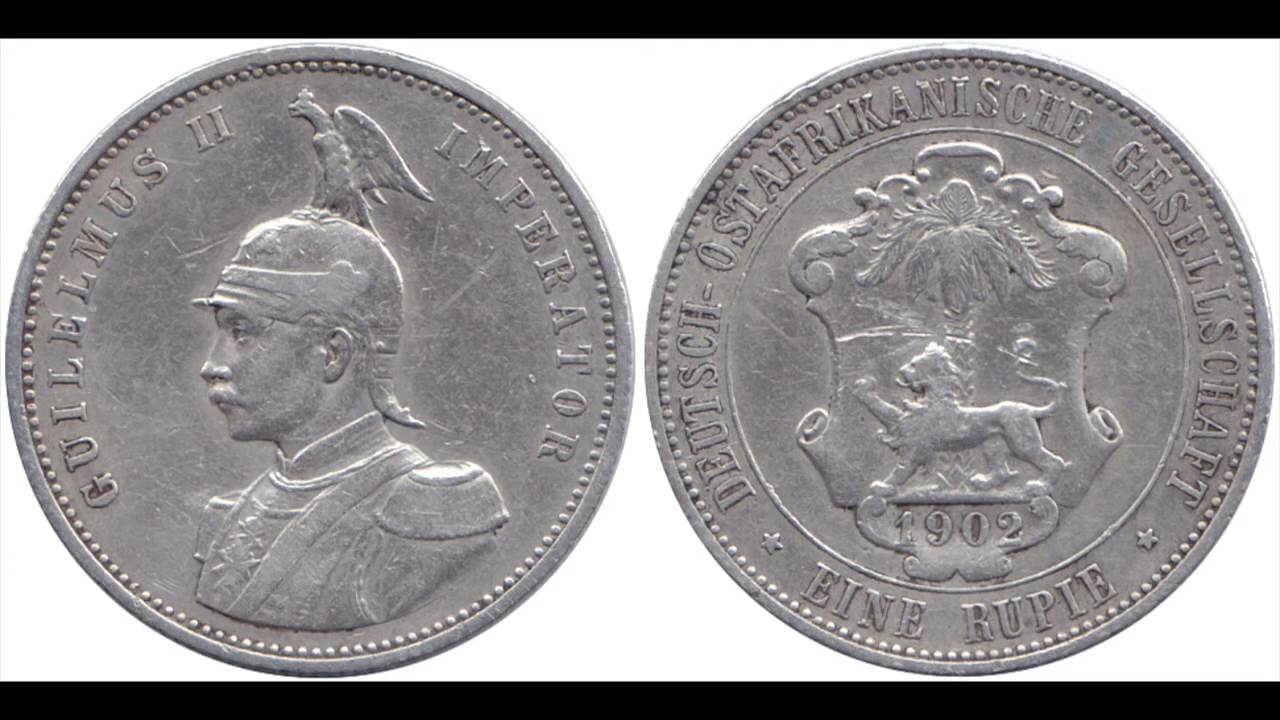 GUILELMUS II IMPERATOR
DEUTSCH-OSTAFRIKANISCHE GESELLSCHAFT
1902
EINE RUPIE